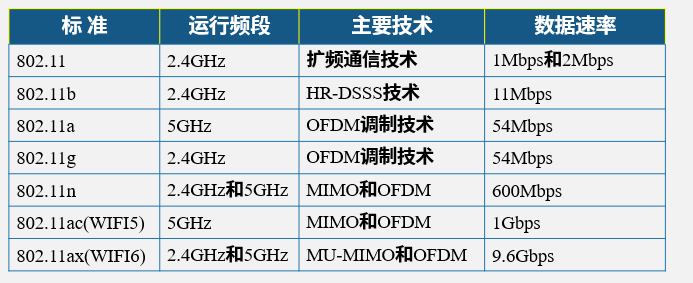 标 准 运行频段 主要技术 数据速率
802.11 2.4GHz 扩频通信技术 1Mbps和2Mbps
802.11b 2.4GHz HR-DSSS技术 11Mbps
802.11a 5GHz OFDM调制技术 54Mbps
802.11g 2.4GHz OFDM调制技术 54Mbps
802.11n 2.4GHz和5GHz MIMO和OFDM 600Mbps
802.11ac(WIFI5) 5GHz MIMO和OFDM 1Gbps
802.11ax(WIFI6) 2.4GHz和5GHz MU-MIMO和OFDM 9.6Gbps